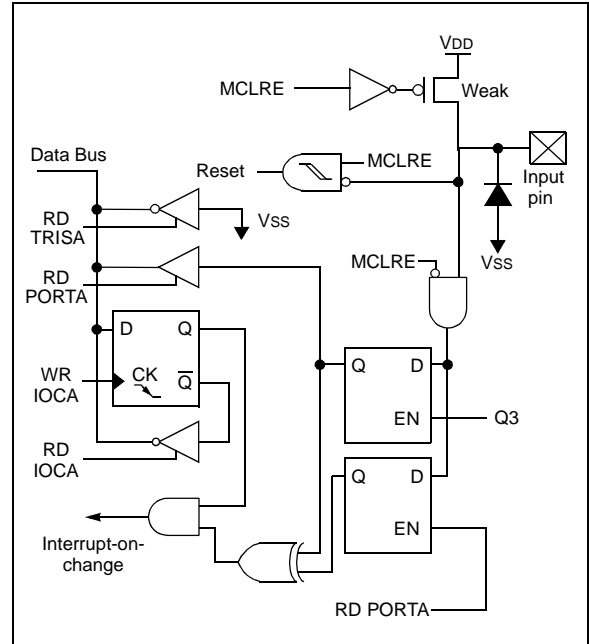 VDD
MCLRE
Weak
Data Bus
Reset
MCLRE
Input
pin
RD
TRISA
VSS
VSS
RD
PORTA
MCLRE
D
Q
Q
D
WR
IOCA
CK
Q̅
EN
Q3
RD
IOCA
Q
D
EN
Interrupt-on-
change
RD PORTA